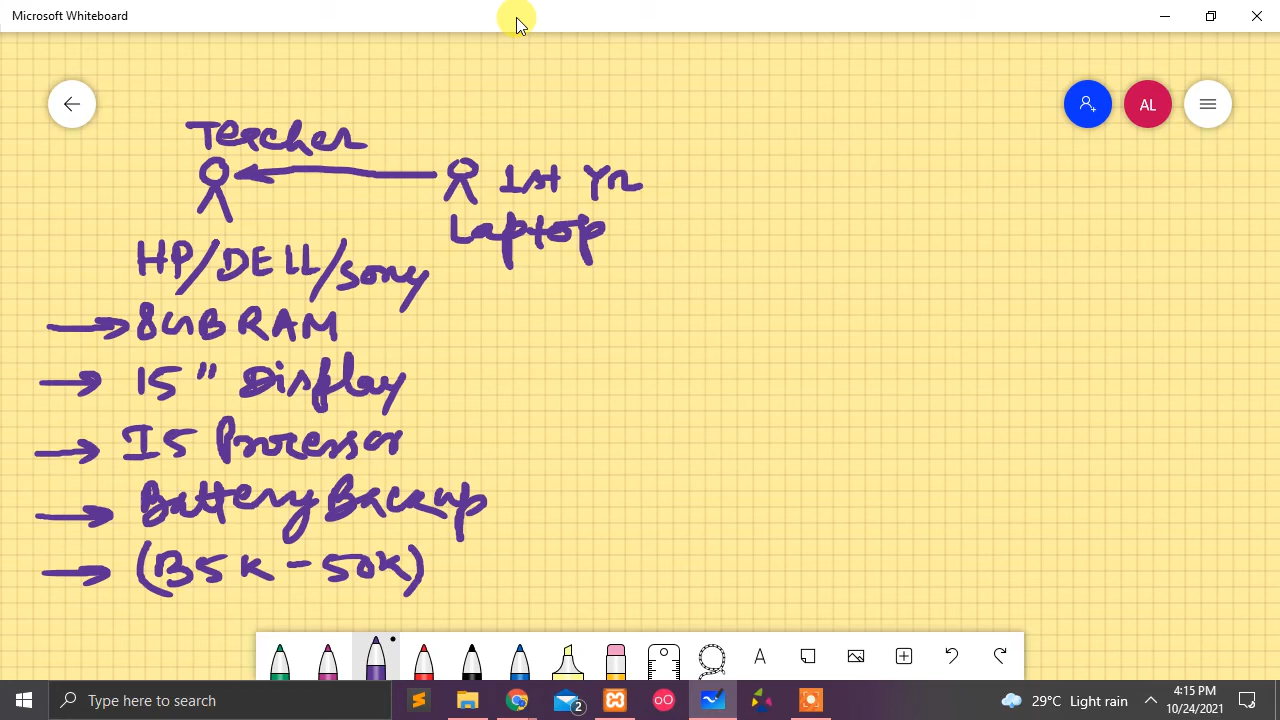 Microsoft Whiteboard
AL
Teacher
1st Yr
Laptop
HP/DELL/Sony
8GB RAM
15" Display
I5 Processor
Battery Backup
(35K - 50K)
A
Type here to search
2
29°C Light rain
4:15 PM
10/24/2021